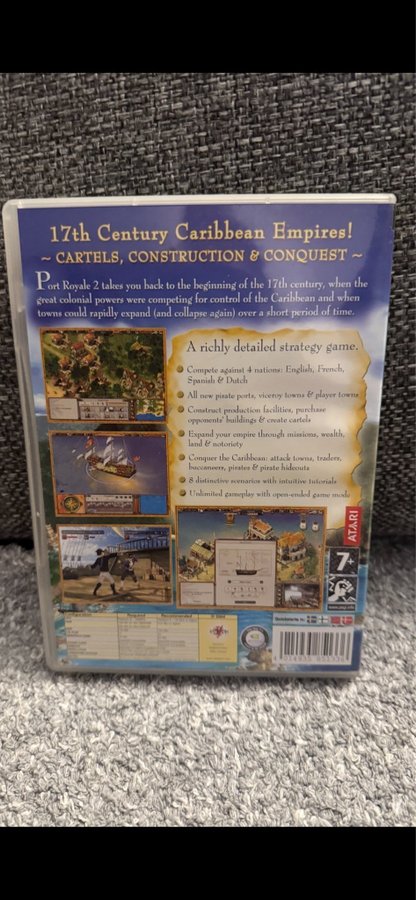 17th Century Caribbean Empires!
~ CARTELS, CONSTRUCTION & CONQUEST ~
Port Royale 2 takes you back to the beginning of the 17th century, when the
great colonial powers were competing for control of the Caribbean and when
towns could rapidly expand (and collapse again) over a short period of time.
A richly detailed strategy game.
Compete against 4 nations: English, French,
Spanish & Dutch
All new pirate ports, viceroy towns & player towns
Construct production facilities, purchase
opponents' buildings & create cartels
Expand your empire through missions, wealth,
land & notoriety
Conquer the Caribbean: attack towns, traders,
buccaneers, pirates & pirate hideouts
8 distinctive scenarios with intuitive tutorials
Unlimited gameplay with open-ended game mode
ATARI
7+
www.pegi.info
Required
Recommended